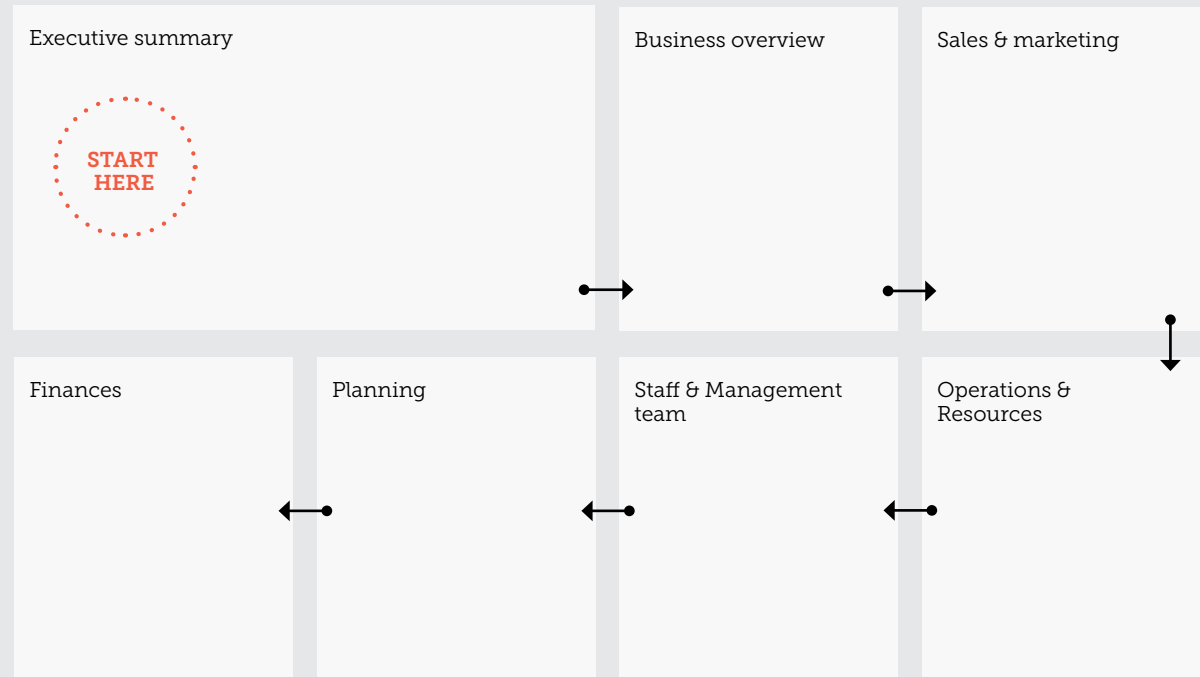 Executive summary
START
HERE
Business overview
Sales & marketing
Finances
Planning
Staff & Management
team
Operations &
Resources